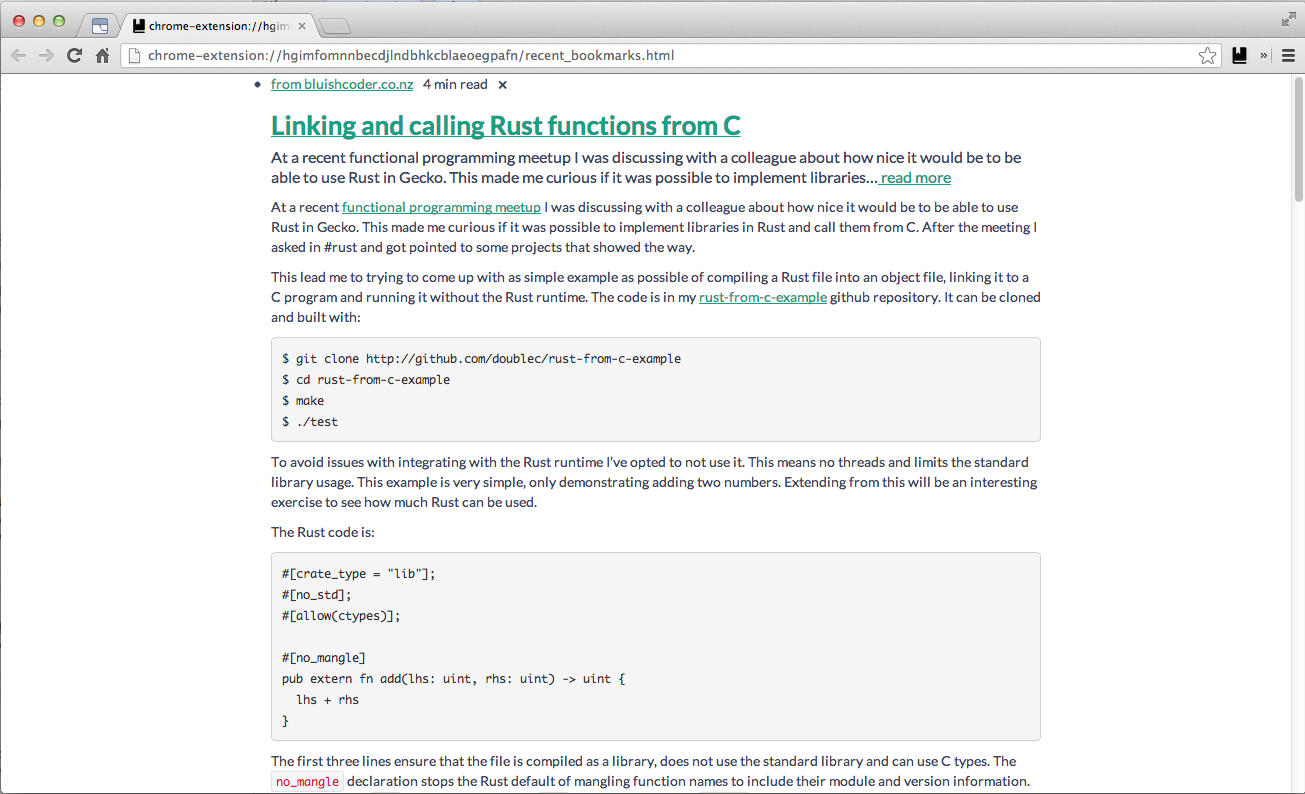 chrome-extension://hgimf
chrome-extension://hgimfomnnbecdjlndbhkcblaeoegpafn/recent_bookmarks.html
from bluishcoder.co.nz 4 min read ×
Linking and calling Rust functions from C
At a recent functional programming meetup I was discussing with a colleague about how nice it would be to be
able to use Rust in Gecko. This made me curious if it was possible to implement libraries... read more
At a recent functional programming meetup I was discussing with a colleague about how nice it would be to be able to use
Rust in Gecko. This made me curious if it was possible to implement libraries in Rust and call them from C. After the meeting I
asked in #rust and got pointed to some projects that showed the way.
This lead me to trying to come up with as simple example as possible of compiling a Rust file into an object file, linking it to a
C program and running it without the Rust runtime. The code is in my rust-from-c-example github repository. It can be cloned
and built with:
$ git clone http://github.com/doublec/rust-from-c-example
$ cd rust-from-c-example
$ make
$ ./test
To avoid issues with integrating with the Rust runtime I've opted to not use it. This means no threads and limits the standard
library usage. This example is very simple, only demonstrating adding two numbers. Extending from this will be an interesting
exercise to see how much Rust can be used.
The Rust code is:
#[crate_type = "lib"];
#[no_std];
#[allow(ctypes)];
#[no_mangle]
pub extern fn add(lhs: uint, rhs: uint) -> uint {
  lhs + rhs
}
The first three lines ensure that the file is compiled as a library, does not use the standard library and can use C types. The
no_mangle declaration stops the Rust default of mangling function names to include their module and version information.